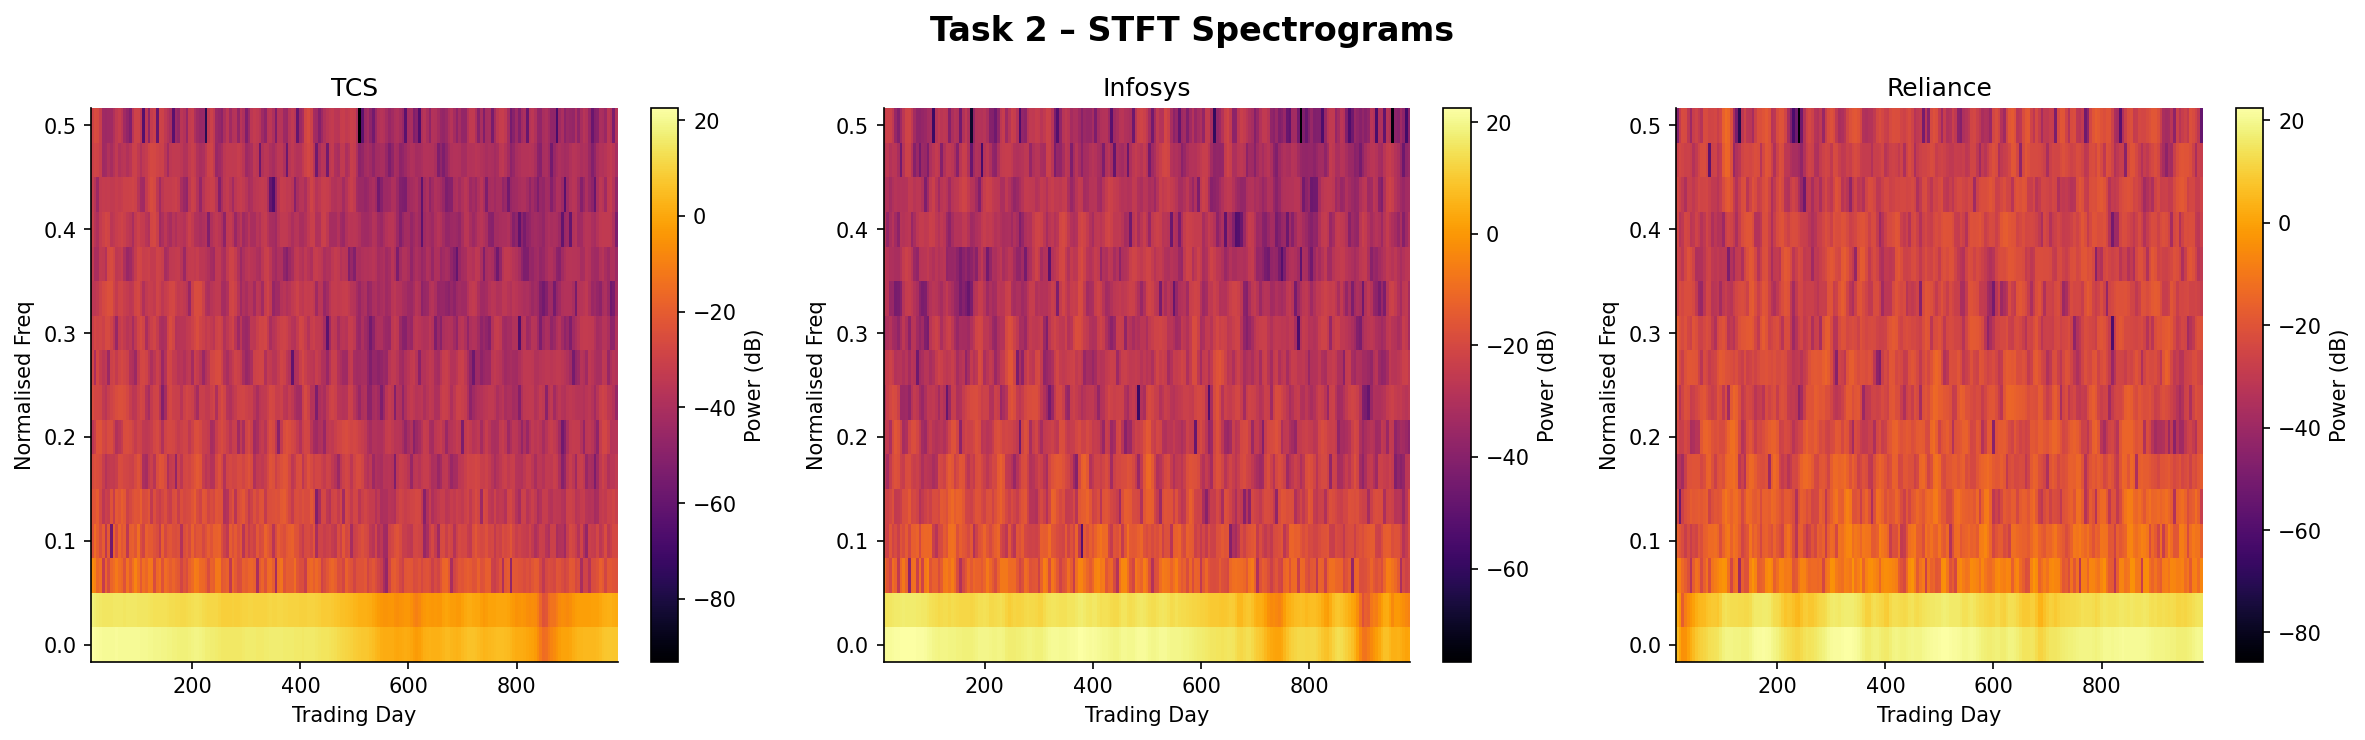 Task 2 – STFT Spectrograms
TCS
Infosys
Reliance
0.5
0.4
0.3
0.2
0.1
0.0
Normalised Freq
200 400 600 800
Trading Day
20
0
−20
−40
−60
−80
Power (dB)
0.5
0.4
0.3
0.2
0.1
0.0
Normalised Freq
200 400 600 800
Trading Day
20
0
−20
−40
−60
Power (dB)
0.5
0.4
0.3
0.2
0.1
0.0
Normalised Freq
200 400 600 800
Trading Day
20
0
−20
−40
−60
−80
Power (dB)